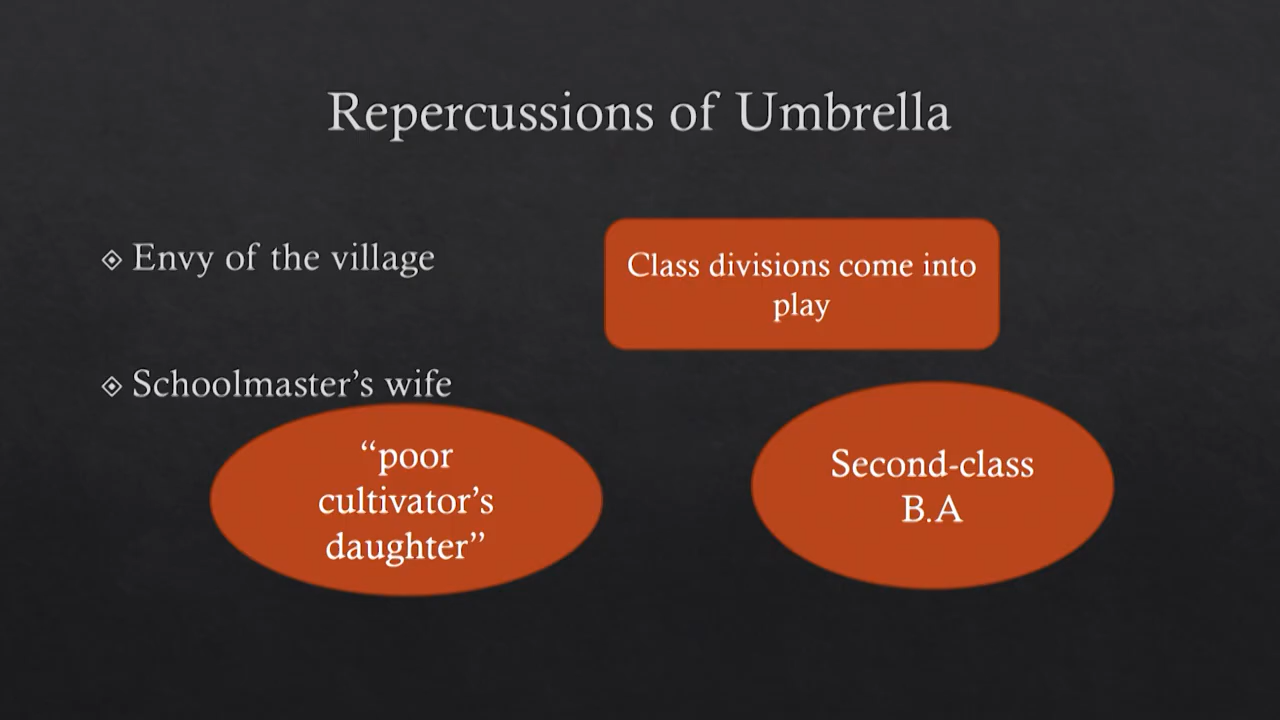 Repercussions of Umbrella
Envy of the village
Class divisions come into
play
Schoolmaster’s wife
“poor
cultivator’s
daughter”
Second-class
B.A